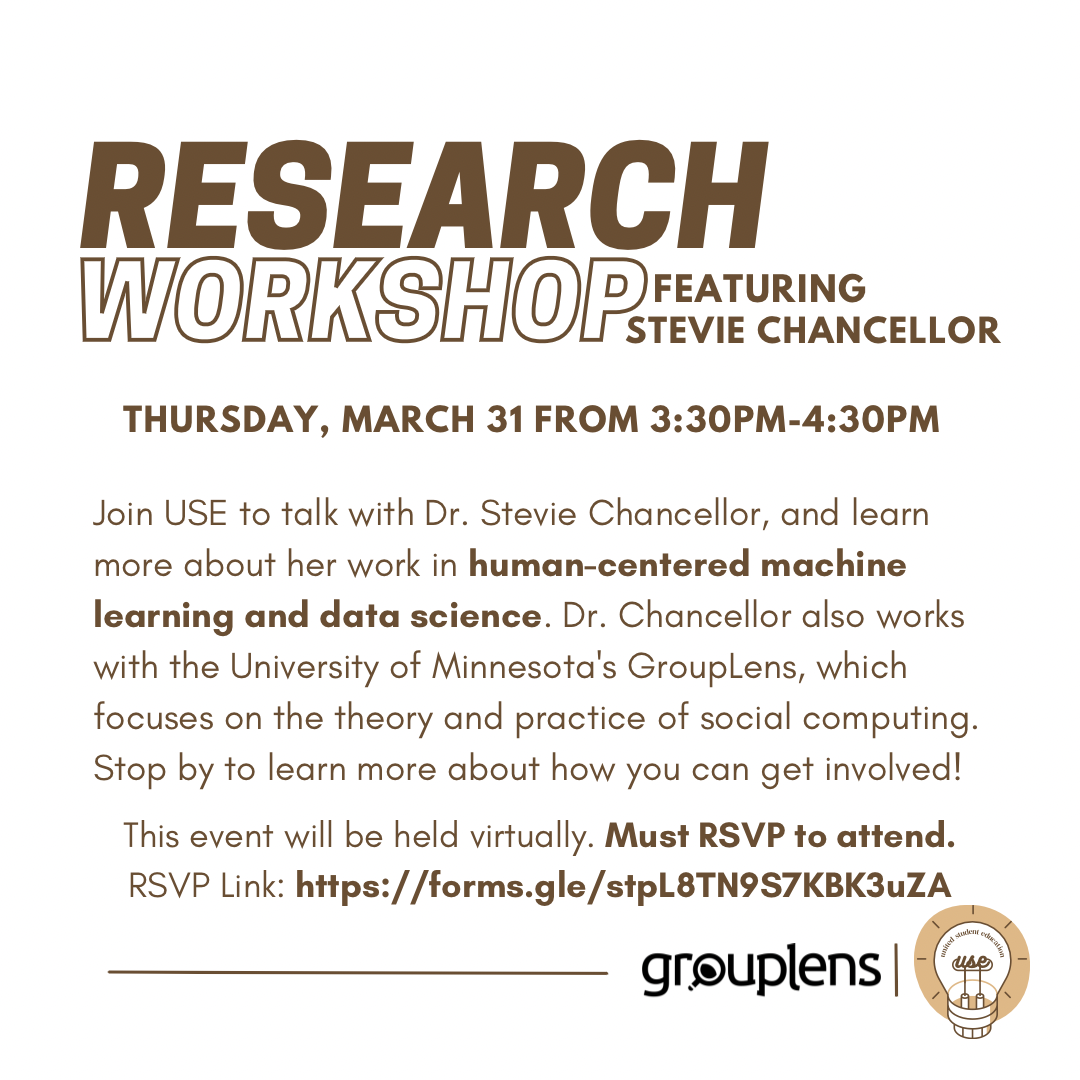 RESEARCH
WORKSHOP
FEATURING
STEVIE CHANCELLOR
THURSDAY, MARCH 31 FROM 3:30PM-4:30PM
Join USE to talk with Dr. Stevie Chancellor, and learn
more about her work in human-centered machine
learning and data science. Dr. Chancellor also works
with the University of Minnesota's GroupLens, which
focuses on the theory and practice of social computing.
Stop by to learn more about how you can get involved!
This event will be held virtually. Must RSVP to attend.
RSVP Link: https://forms.gle/stpL8TN9S7KBK3uZA
grouplens
united student education
use